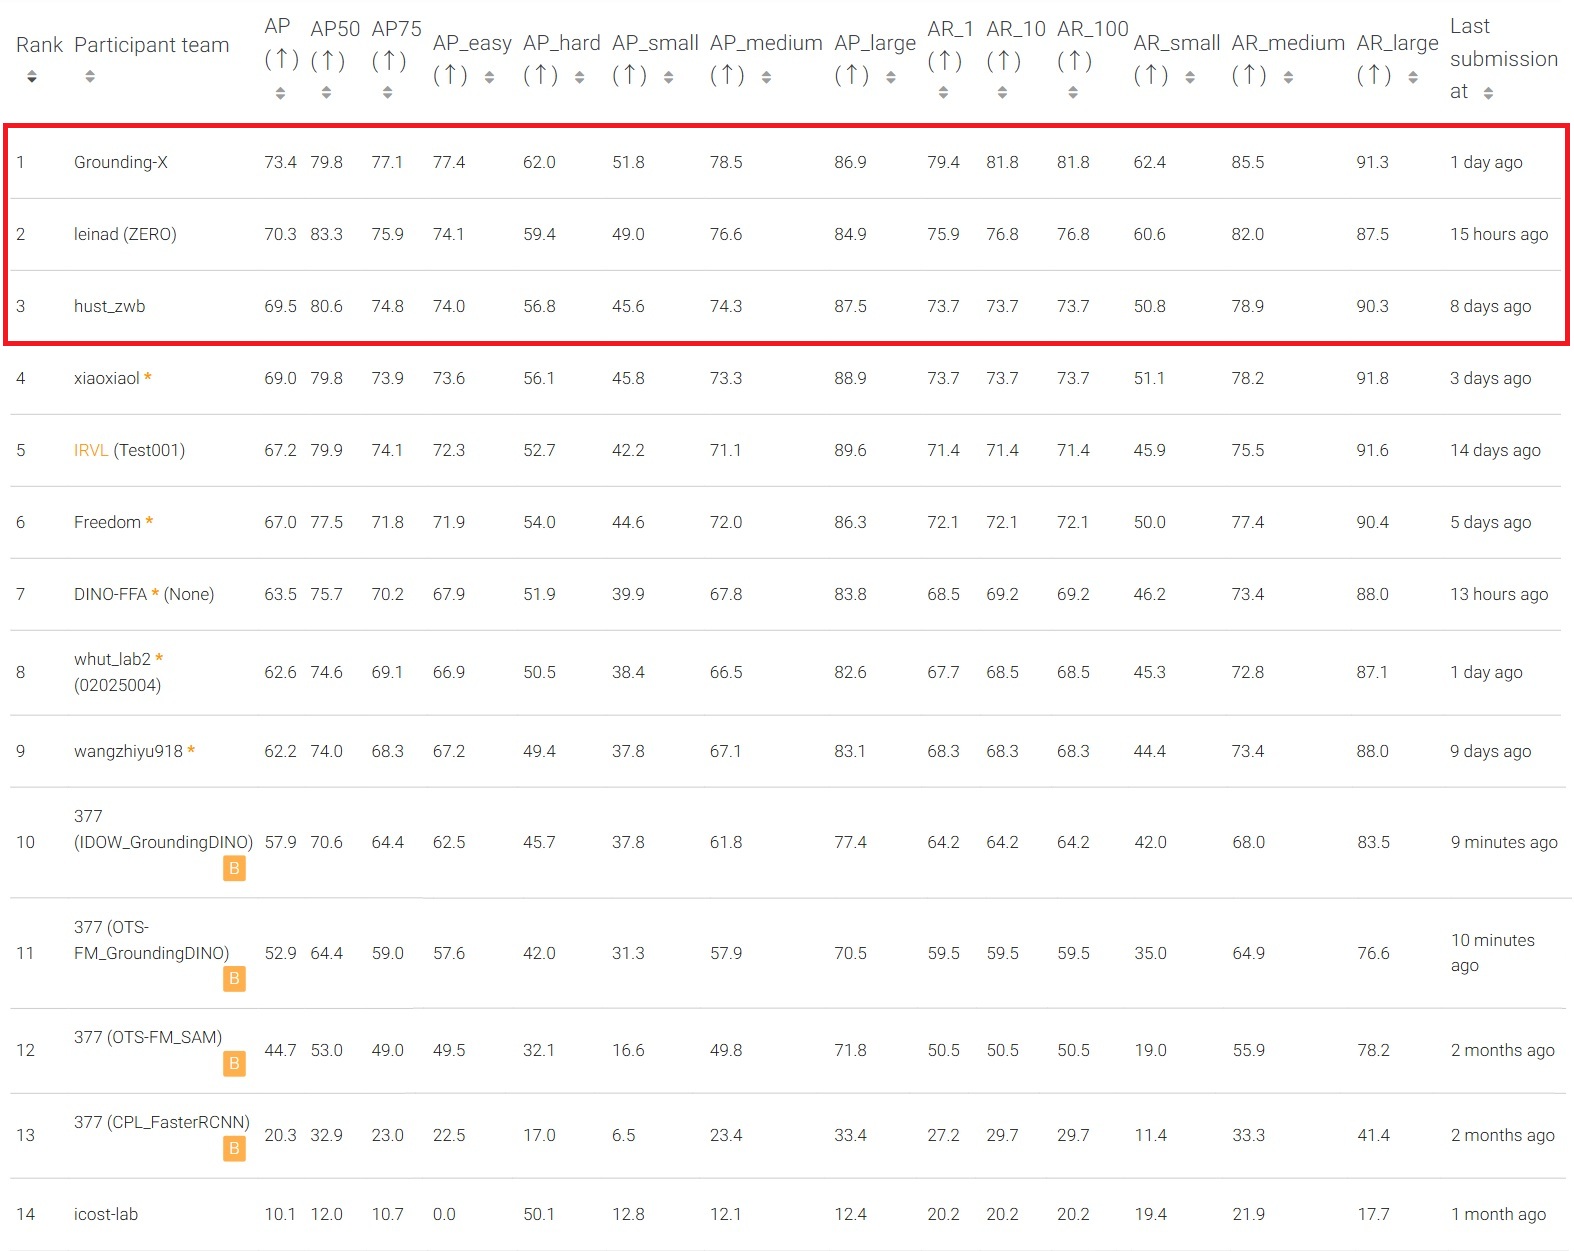 Rank Participant team AP (↑) AP50 (↑) AP75 (↑) AP_easy (↑) AP_hard (↑) AP_small (↑) AP_medium (↑) AP_large (↑) AR_1 (↑) AR_10 (↑) AR_100 (↑) AR_small (↑) AR_medium (↑) AR_large (↑) Last submission at
1 Grounding-X 73.4 79.8 77.1 77.4 62.0 51.8 78.5 86.9 79.4 81.8 81.8 62.4 85.5 91.3 1 day ago
2 leinad (ZERO) 70.3 83.3 75.9 74.1 59.4 49.0 76.6 84.9 75.9 76.8 76.8 60.6 82.0 87.5 15 hours ago
3 hust_zwb 69.5 80.6 74.8 74.0 56.8 45.6 74.3 87.5 73.7 73.7 73.7 50.8 78.9 90.3 8 days ago
4 xiaoxiaol * 69.0 79.8 73.9 73.6 56.1 45.8 73.3 88.9 73.7 73.7 73.7 51.1 78.2 91.8 3 days ago
5 IRVL (Test001) 67.2 79.9 74.1 72.3 52.7 42.2 71.1 89.6 71.4 71.4 71.4 45.9 75.5 91.6 14 days ago
6 Freedom * 67.0 77.5 71.8 71.9 54.0 44.6 72.0 86.3 72.1 72.1 72.1 50.0 77.4 90.4 5 days ago
7 DINO-FFA * (None) 63.5 75.7 70.2 67.9 51.9 39.9 67.8 83.8 68.5 69.2 69.2 46.2 73.4 88.0 13 hours ago
8 whut_lab2 * (02025004) 62.6 74.6 69.1 66.9 50.5 38.4 66.5 82.6 67.7 68.5 68.5 45.3 72.8 87.1 1 day ago
9 wangzhiyu918 * 62.2 74.0 68.3 67.2 49.4 37.8 67.1 83.1 68.3 68.3 68.3 44.4 73.4 88.0 9 days ago
10 377 (IDOW_GroundingDINO) B 57.9 70.6 64.4 62.5 45.7 37.8 61.8 77.4 64.2 64.2 64.2 42.0 68.0 83.5 9 minutes ago
11 377 (OTS-FM_GroundingDINO) B 52.9 64.4 59.0 57.6 42.0 31.3 57.9 70.5 59.5 59.5 59.5 35.0 64.9 76.6 10 minutes ago
12 377 (OTS-FM_SAM) B 44.7 53.0 49.0 49.5 32.1 16.6 49.8 71.8 50.5 50.5 50.5 19.0 55.9 78.2 2 months ago
13 377 (CPL_FasterRCNN) B 20.3 32.9 23.0 22.5 17.0 6.5 23.4 33.4 27.2 29.7 29.7 11.4 33.3 41.4 2 months ago
14 icost-lab 10.1 12.0 10.7 0.0 50.1 12.8 12.1 12.4 20.2 20.2 20.2 19.4 21.9 17.7 1 month ago